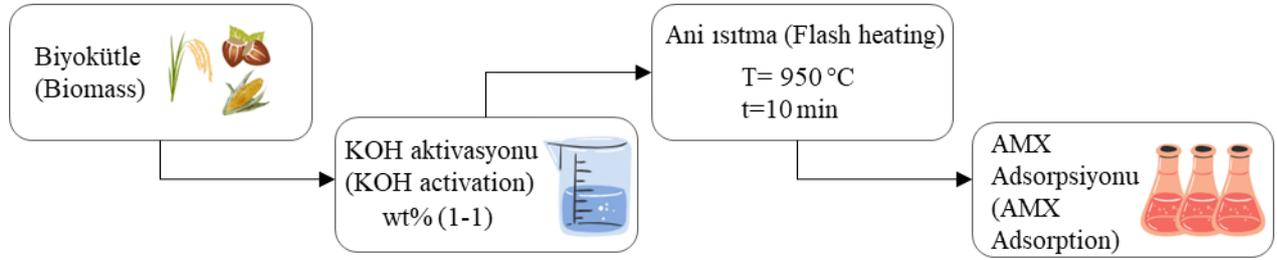 Biyokütle
(Biomass)
KOH aktivasyonu
(KOH activation)
wt% (1-1)
Ani ısıtma (Flash heating)
T= 950 °C
t=10 min
AMX
Adsorpsiyonu
(AMX
Adsorption)